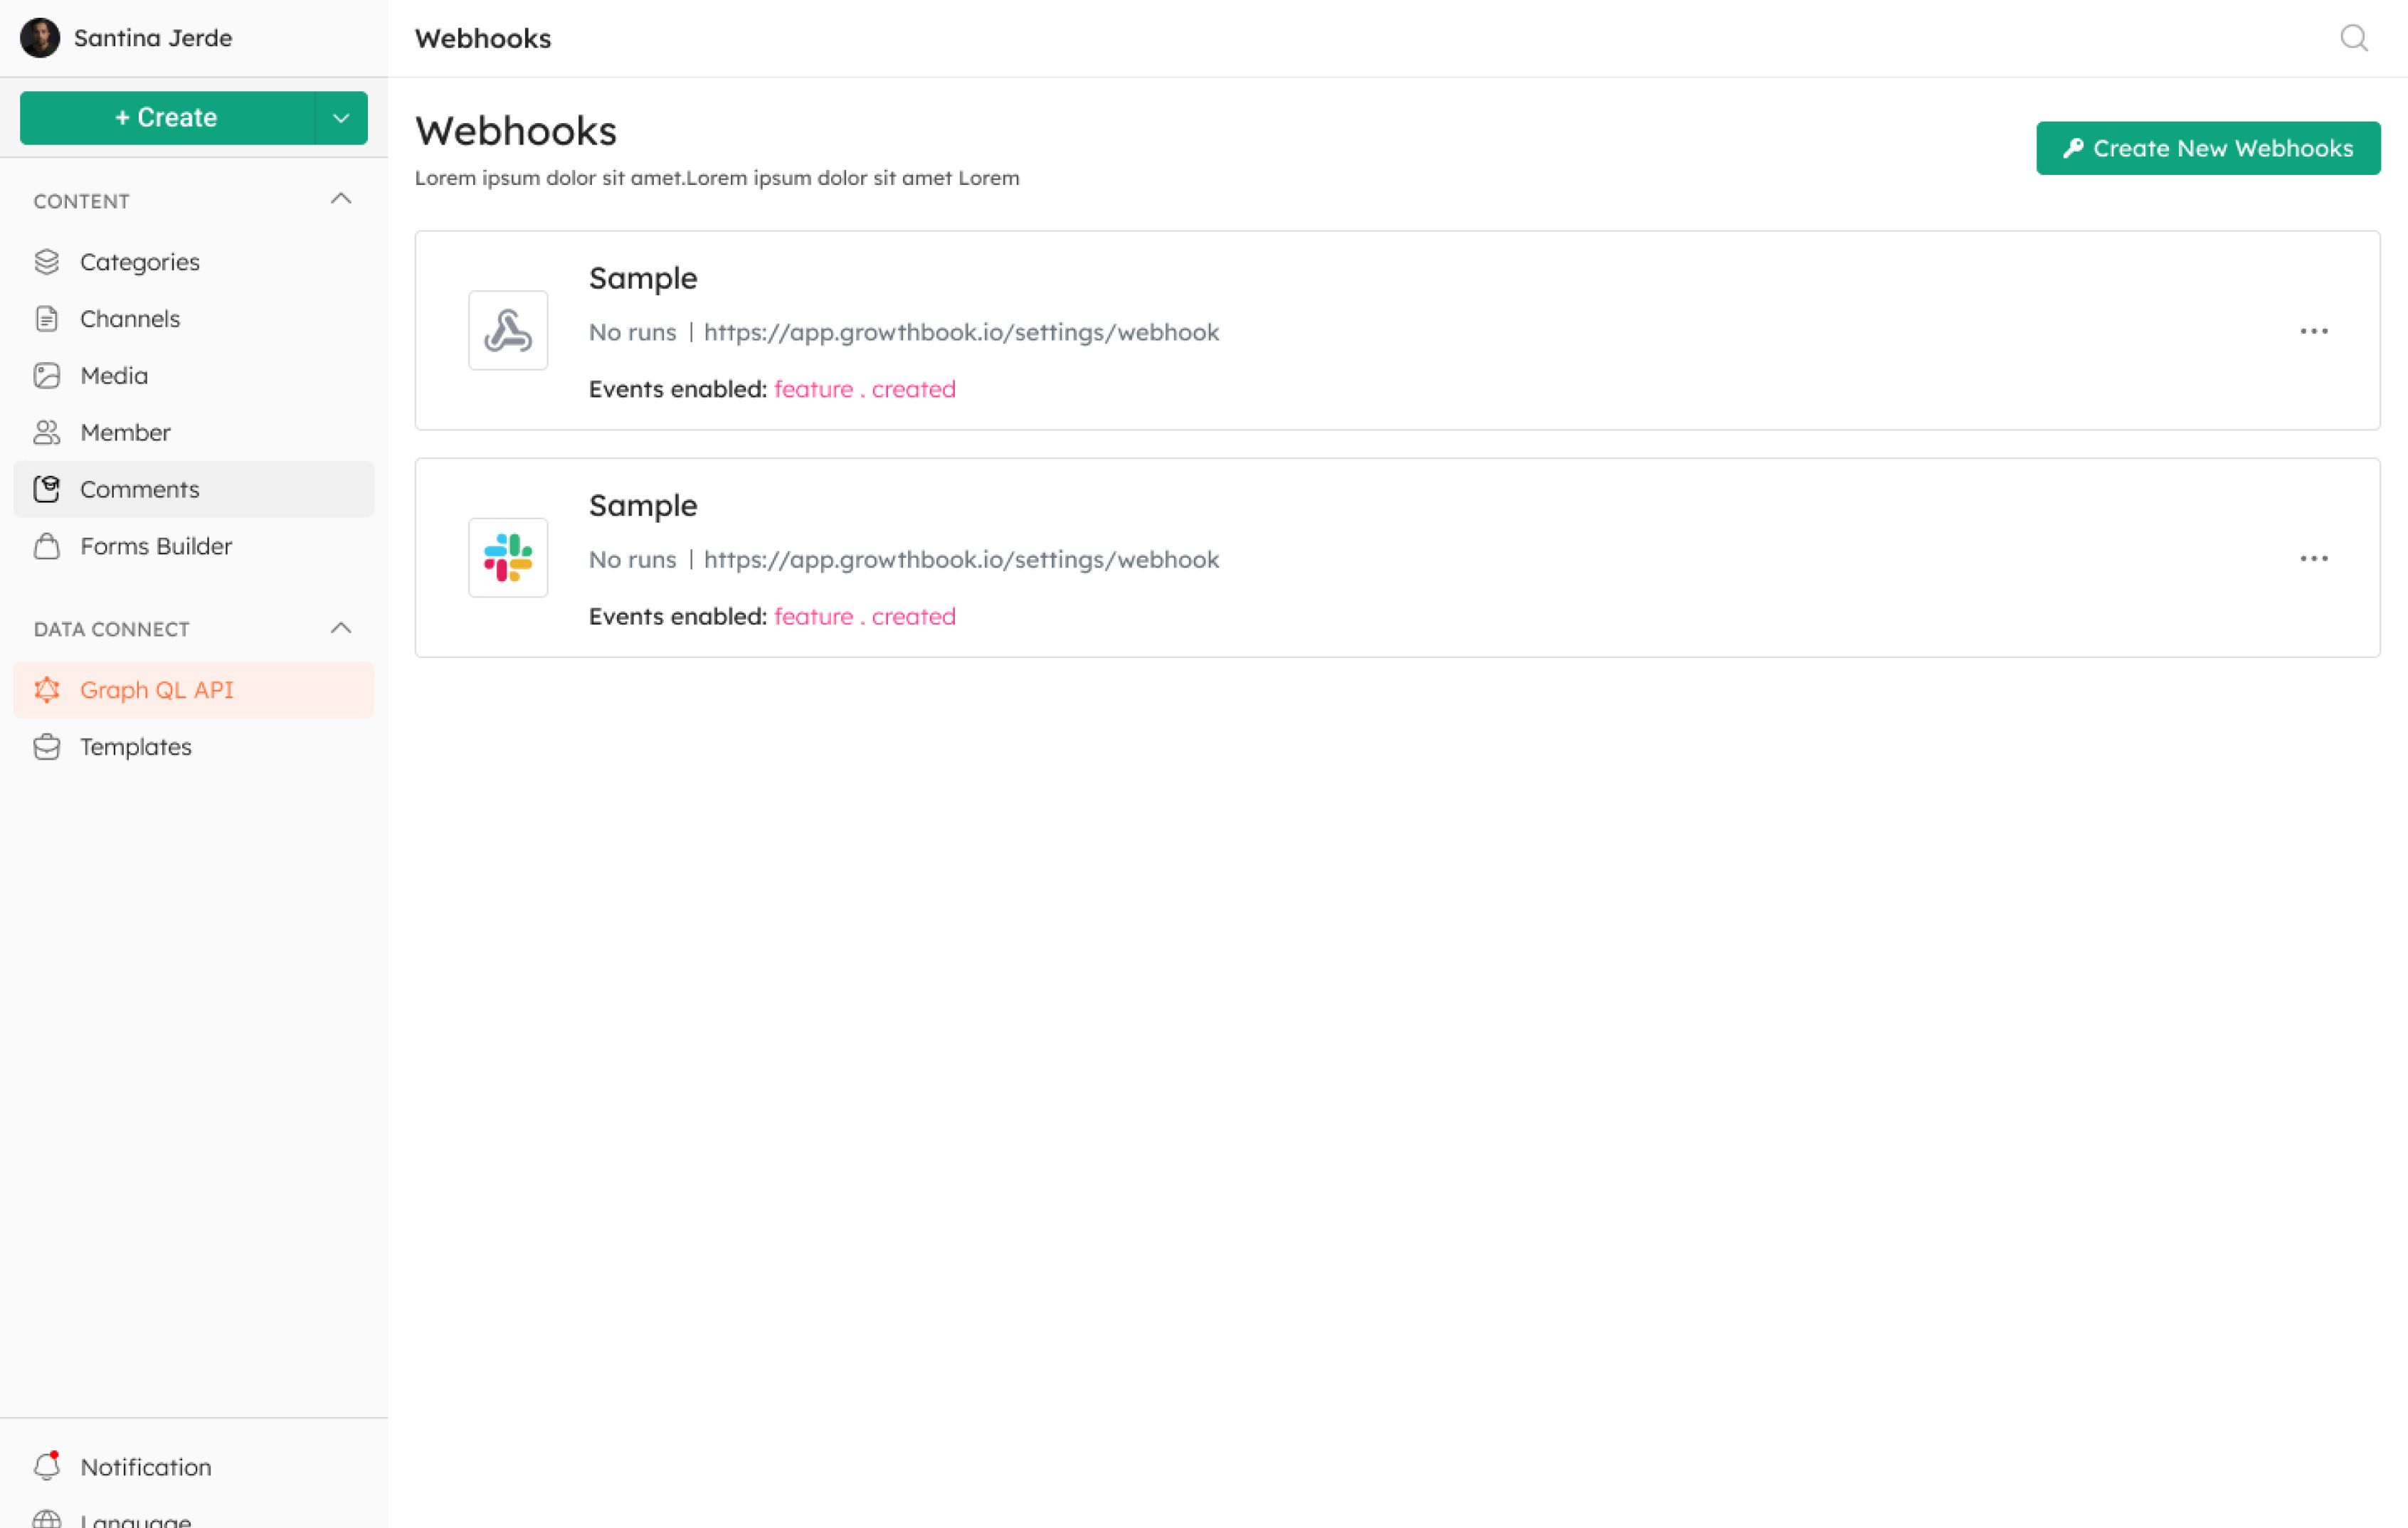 Santina Jerde
+ Create
CONTENT
Categories
Channels
Media
Member
Comments
Forms Builder
DATA CONNECT
Graph QL API
Templates
Notification
Language
Webhooks
Webhooks
Lorem ipsum dolor sit amet.Lorem ipsum dolor sit amet Lorem
Create New Webhooks
Sample
No runs | https://app.growthbook.io/settings/webhook
Events enabled: feature . created
Sample
No runs | https://app.growthbook.io/settings/webhook
Events enabled: feature . created